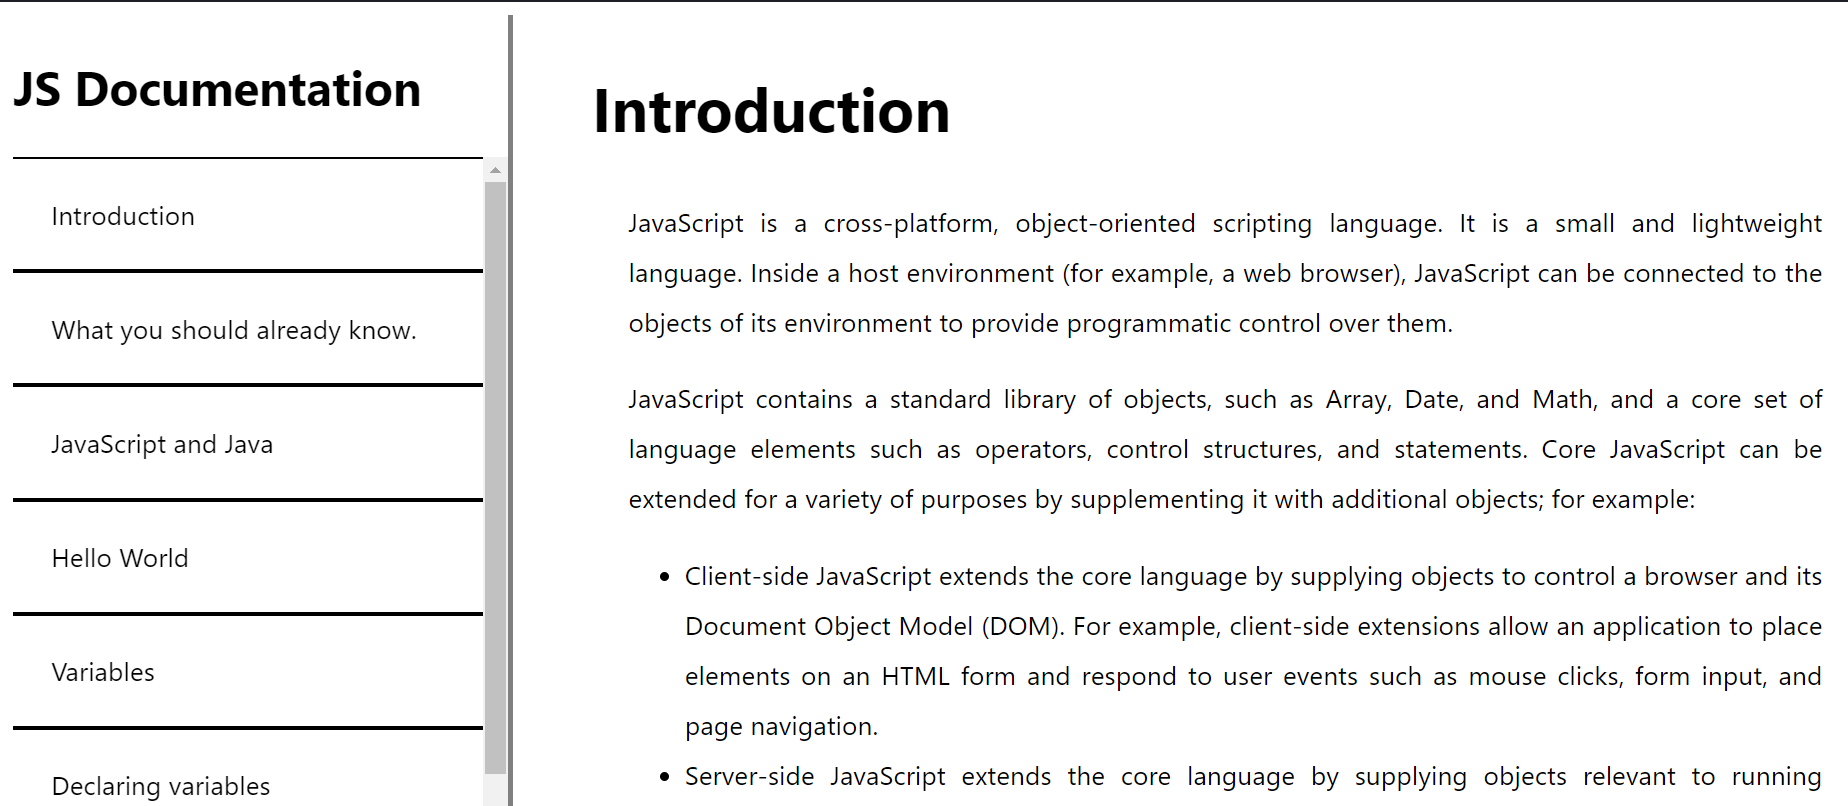 JS Documentation
Introduction
What you should already know.
JavaScript and Java
Hello World
Variables
Declaring variables
Introduction
JavaScript is a cross-platform, object-oriented scripting language. It is a small and lightweight
language. Inside a host environment (for example, a web browser), JavaScript can be connected to the
objects of its environment to provide programmatic control over them.
JavaScript contains a standard library of objects, such as Array, Date, and Math, and a core set of
language elements such as operators, control structures, and statements. Core JavaScript can be
extended for a variety of purposes by supplementing it with additional objects; for example:
• Client-side JavaScript extends the core language by supplying objects to control a browser and its
Document Object Model (DOM). For example, client-side extensions allow an application to place
elements on an HTML form and respond to user events such as mouse clicks, form input, and
page navigation.
• Server-side JavaScript extends the core language by supplying objects relevant to running